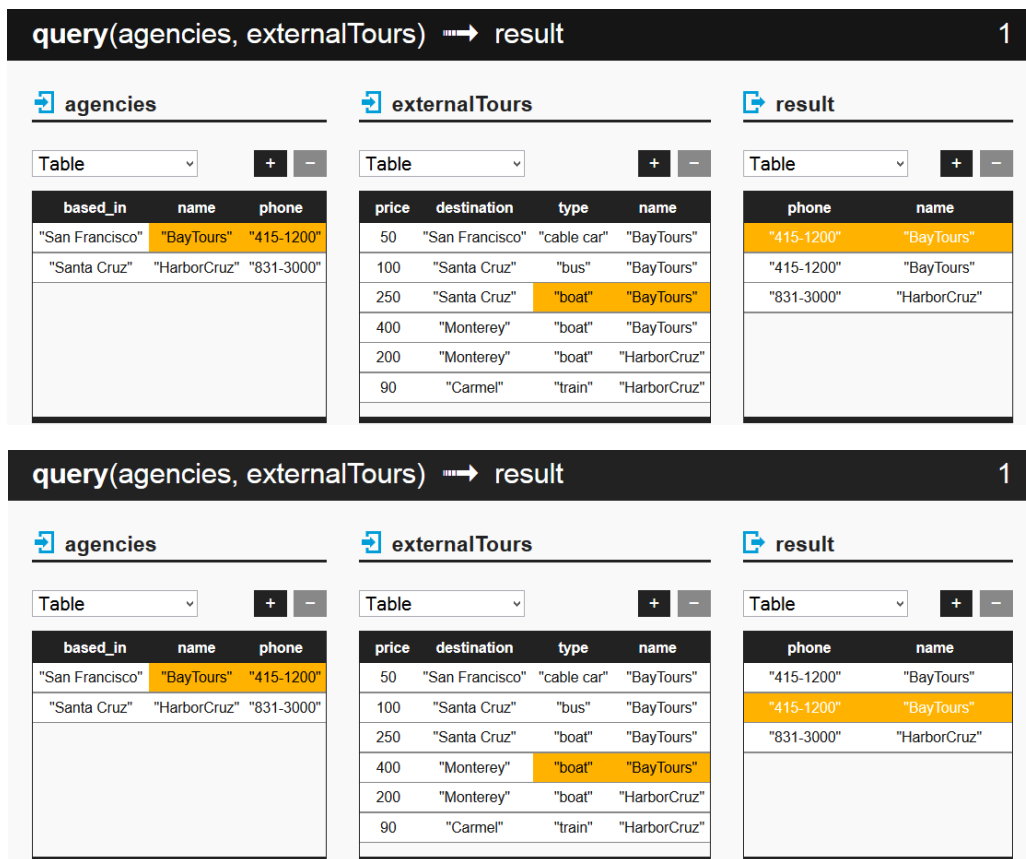 query(agencies, externalTours) ➟ result 1
agencies externalTours result
Table + − Table + − Table + −
based_in name phone price destination type name phone name
"San Francisco" "BayTours" "415-1200" 50 "San Francisco" "cable car" "BayTours" "415-1200" "BayTours"
"Santa Cruz" "HarborCruz" "831-3000" 100 "Santa Cruz" "bus" "BayTours" "415-1200" "BayTours"
250 "Santa Cruz" "boat" "BayTours" "831-3000" "HarborCruz"
400 "Monterey" "boat" "BayTours"
200 "Monterey" "boat" "HarborCruz"
90 "Carmel" "train" "HarborCruz"
query(agencies, externalTours) ➟ result 1
agencies externalTours result
Table + − Table + − Table + −
based_in name phone price destination type name phone name
"San Francisco" "BayTours" "415-1200" 50 "San Francisco" "cable car" "BayTours" "415-1200" "BayTours"
"Santa Cruz" "HarborCruz" "831-3000" 100 "Santa Cruz" "bus" "BayTours" "415-1200" "BayTours"
250 "Santa Cruz" "boat" "BayTours" "831-3000" "HarborCruz"
400 "Monterey" "boat" "BayTours"
200 "Monterey" "boat" "HarborCruz"
90 "Carmel" "train" "HarborCruz"